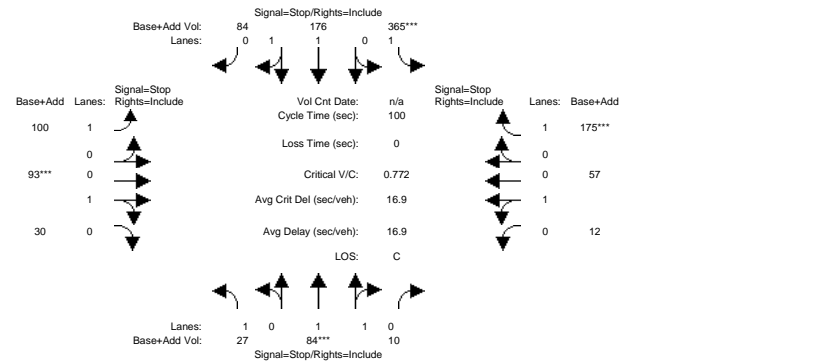 Signal=Stop/Rights=Include
Base+Add Vol: 84 176 365***
Lanes: 0 1 1 0 1
Signal=Stop
Base+Add Lanes: Rights=Include
Vol Cnt Date: n/a
Signal=Stop
Rights=Include Lanes: Base+Add
Cycle Time (sec): 100
100 1
1 175***
Loss Time (sec): 0
0
0
93*** 0
Critical V/C: 0.772
0 57
1
Avg Crit Del (sec/veh): 16.9
1
30 0
Avg Delay (sec/veh): 16.9
0 12
LOS: C
Lanes: 1 0 1 1 0
Base+Add Vol: 27 84*** 10
Signal=Stop/Rights=Include